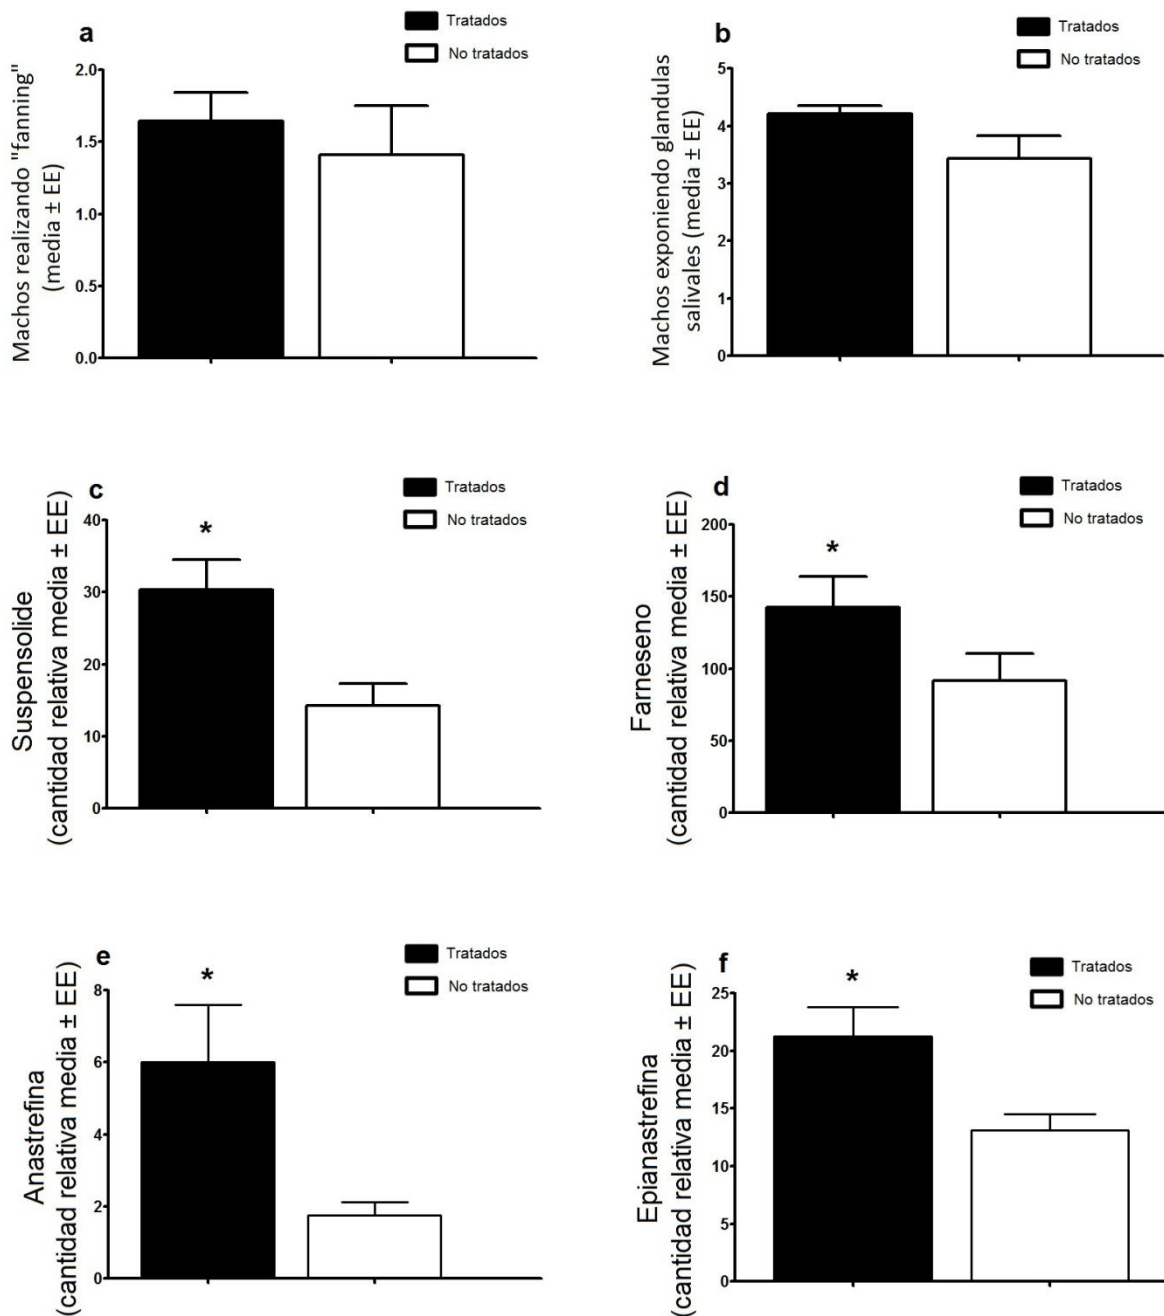 a
Tratados
No tratados
Machos realizando "fanning"
(media ± EE)
2.0
1.5
1.0
0.5
0.0
b
Tratados
No tratados
Machos exponiendo glandulas
salivales (media ± EE)
5
4
3
2
1
0
c
Tratados
No tratados
Suspensolide
(cantidad relativa media ± EE)
40
30
20
10
0
*
d
Tratados
No tratados
Farneseno
(cantidad relativa media ± EE)
200
150
100
50
0
*
e
Tratados
No tratados
Anastrefina
(cantidad relativa media ± EE)
8
6
4
2
0
*
f
Tratados
No tratados
Epianastrefina
(cantidad relativa media ± EE)
25
20
15
10
5
0
*